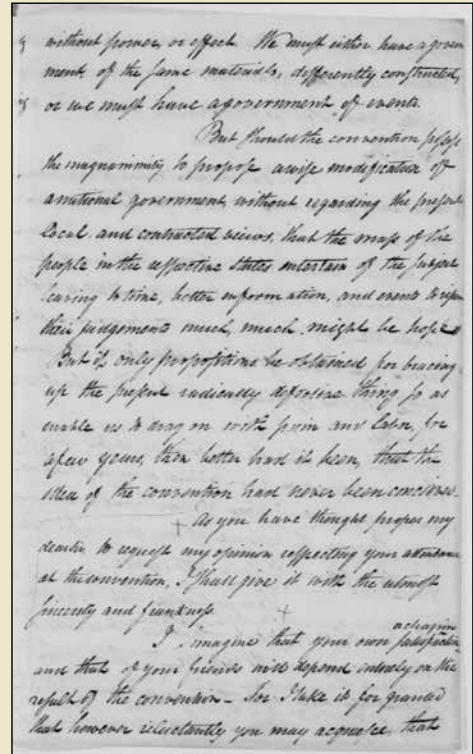 without power, or effect. We must either have a govern
ment, of the same materials, differently constructed,
or we must have a government of events.
But should the convention possess
the magnanimity to propose a wise modification of
a national government, without regarding the present
local and contracted views, that the mass of the
people in the respective states entertain of the subject
leaving to time, better information, and events to ripen
their judgements much, much might be hoped
But if only propositions be obtained for bracing
up the present radically defective thing so as
enable us to drag on with pain and labor, for
a few years, then better had it been, that the
idea of the convention had never been conceived.
As you have thought proper my
dear sir to request my opinion respecting your attendance
at the convention, I shall give it with the utmost
sincerity and frankness.
I imagine that your own satisfaction
and that of your friends will depend entirely on the
result of the convention – For I take it for granted
that however reluctantly you may acquiesce, that